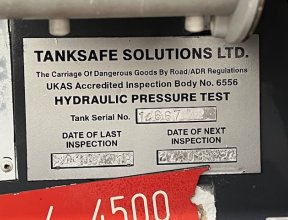 TANKSAFE SOLUTIONS LTD.
The Carriage Of Dangerous Goods By Road/ADR Regulations
UKAS Accredited Inspection Body No. 6556
HYDRAULIC PRESSURE TEST
Tank Serial No.
DATE OF LAST INSPECTION
DATE OF NEXT INSPECTION
4500